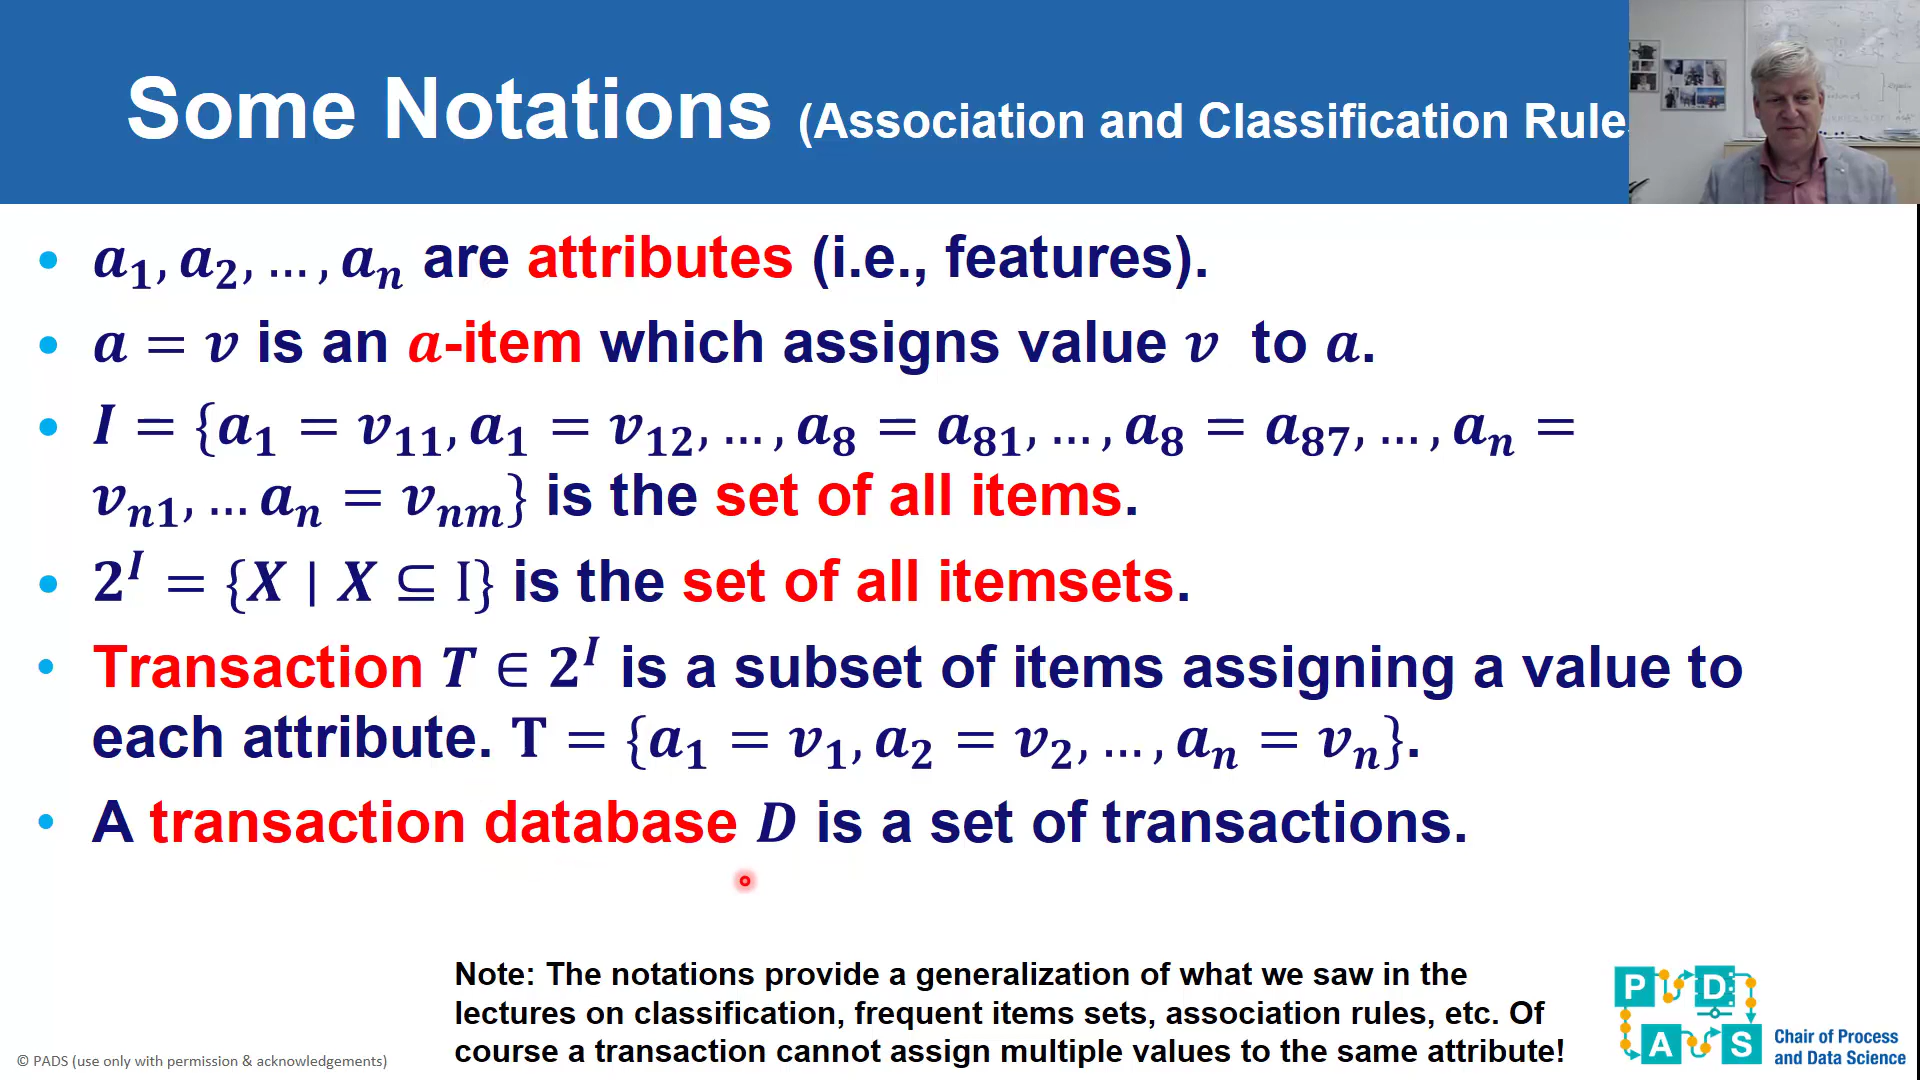 Some Notations (Association and Classification Rule
• a₁, a₂, … , aₙ are attributes (i.e., features).
• a = v is an a-item which assigns value v to a.
• I = {a₁ = v₁₁, a₁ = v₁₂, … , a₈ = a₈₁, … , a₈ = a₈₇, … , aₙ =
vₙ₁, … aₙ = vₙₘ} is the set of all items.
• 2ᴵ = {X | X ⊆ I} is the set of all itemsets.
• Transaction T ∈ 2ᴵ is a subset of items assigning a value to
each attribute. T = {a₁ = v₁, a₂ = v₂, … , aₙ = vₙ}.
• A transaction database D is a set of transactions.
Note: The notations provide a generalization of what we saw in the
lectures on classification, frequent items sets, association rules, etc. Of
course a transaction cannot assign multiple values to the same attribute!
© PADS (use only with permission & acknowledgements)
P D
A S
Chair of Process
and Data Science